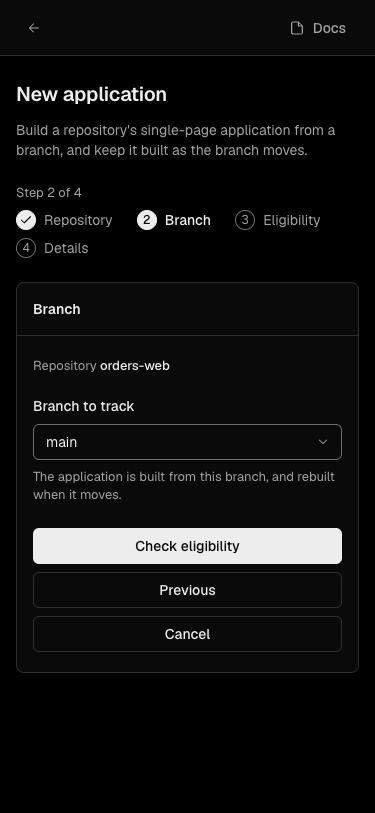 Docs
New application
Build a repository's single-page application from a
branch, and keep it built as the branch moves.
Step 2 of 4
Repository
2 Branch
3 Eligibility
4 Details
Branch
Repository orders-web
Branch to track
main
The application is built from this branch, and rebuilt
when it moves.
Check eligibility
Previous
Cancel